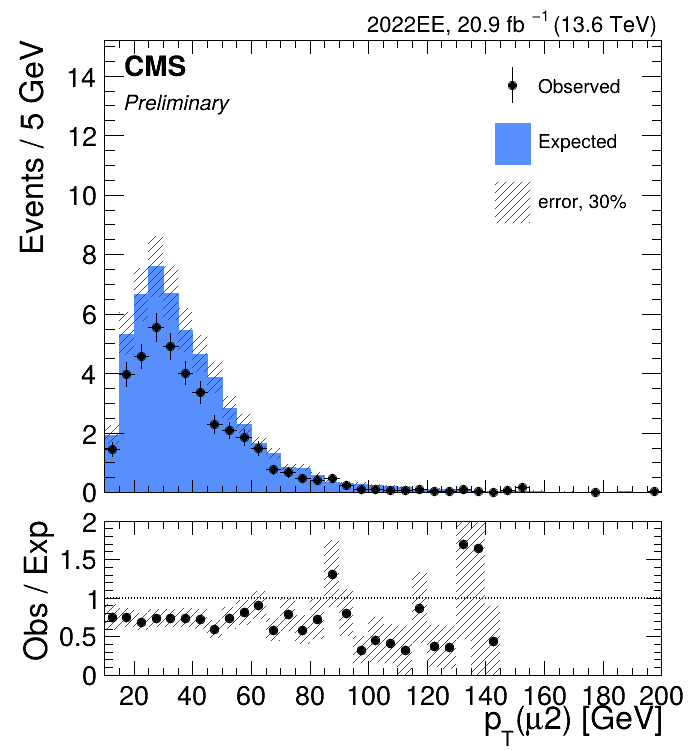 2022EE, 20.9 fb⁻¹ (13.6 TeV)
CMS
Preliminary
Observed
Expected
error, 30%
Events / 5 GeV
14
12
10
8
6
4
2
0
Obs / Exp
2
1.5
1
0.5
0
20 40 60 80 100 120 140 160 180 200
p_T(μ2) [GeV]